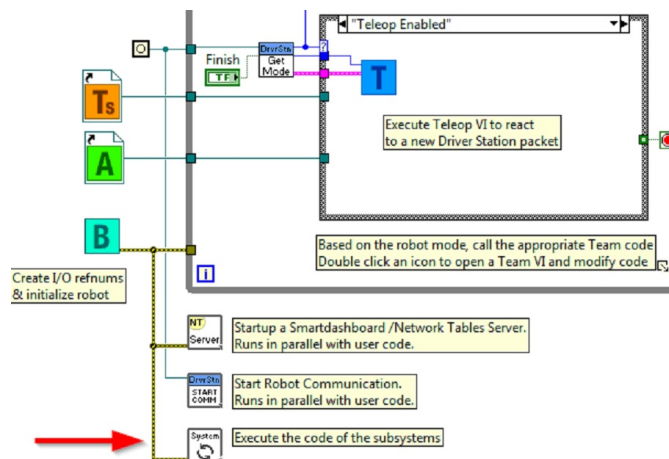 "Teleop Enabled"
Finish
TF
DrvrStn
Get
Mode
?
T
Ts
Execute Teleop VI to react
to a new Driver Station packet
A
B
Based on the robot mode, call the appropriate Team code
Double click an icon to open a Team VI and modify code
i
Create I/O refnums
& initialize robot
NT
Server
Startup a Smartdashboard /Network Tables Server.
Runs in parallel with user code.
DrvrStn
START
COMM
Start Robot Communication.
Runs in parallel with user code.
System
Execute the code of the subsystems